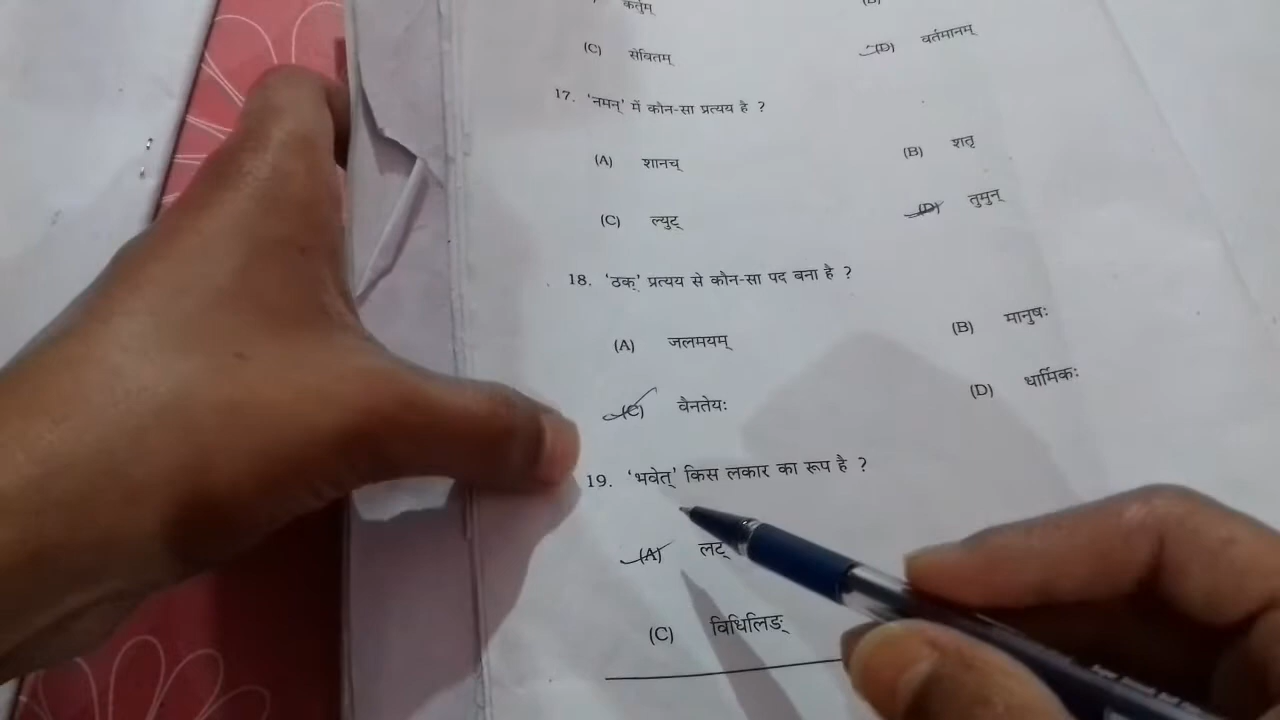 कर्तुम्
(C) सेवितम् (D) वर्तमानम्
17. 'नमन्' में कौन-सा प्रत्यय है ?
(A) शानच् (B) शतृ
(C) ल्युट् (D) तुमुन्
18. 'ठक्' प्रत्यय से कौन-सा पद बना है ?
(A) जलमयम् (B) मानुषः
(C) वैनतेयः (D) धार्मिकः
19. 'भवेत्' किस लकार का रूप है ?
(A) लट्
(C) विधिलिङ्